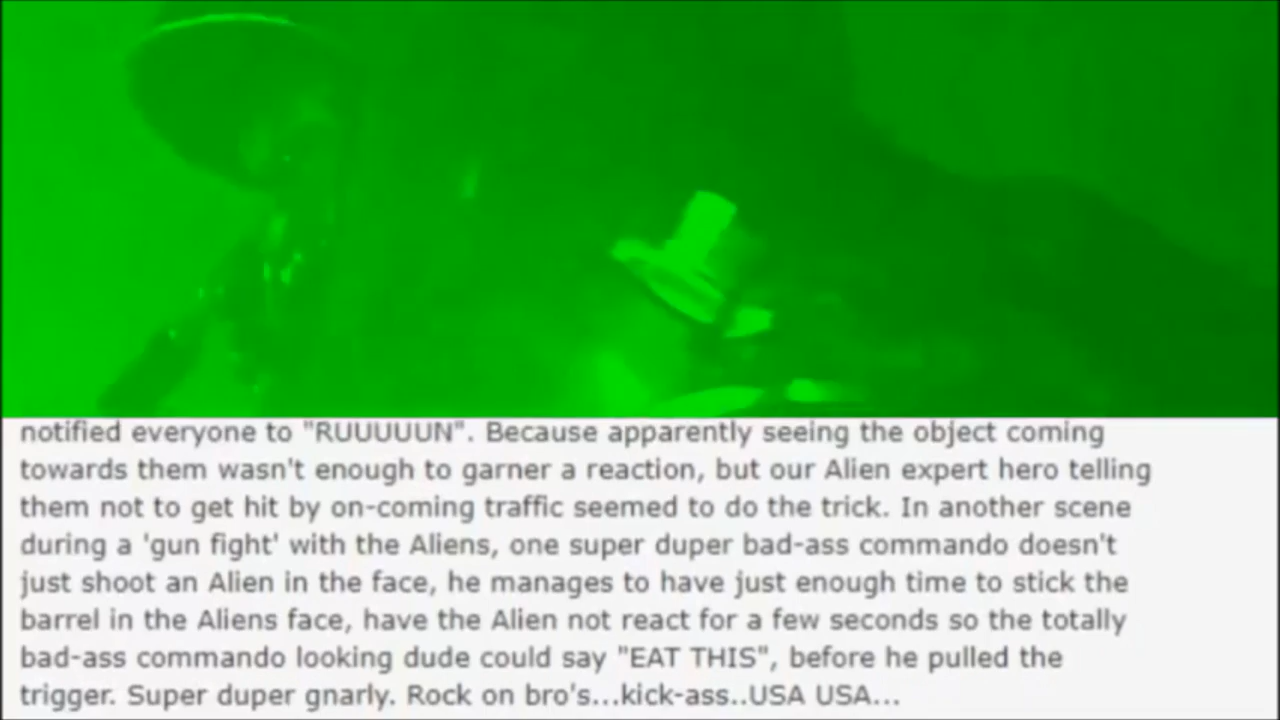 notified everyone to "RUUUUUN". Because apparently seeing the object coming
towards them wasn't enough to garner a reaction, but our Alien expert hero telling
them not to get hit by on-coming traffic seemed to do the trick. In another scene
during a 'gun fight' with the Aliens, one super duper bad-ass commando doesn't
just shoot an Alien in the face, he manages to have just enough time to stick the
barrel in the Aliens face, have the Alien not react for a few seconds so the totally
bad-ass commando looking dude could say "EAT THIS", before he pulled the
trigger. Super duper gnarly. Rock on bro's...kick-ass..USA USA...